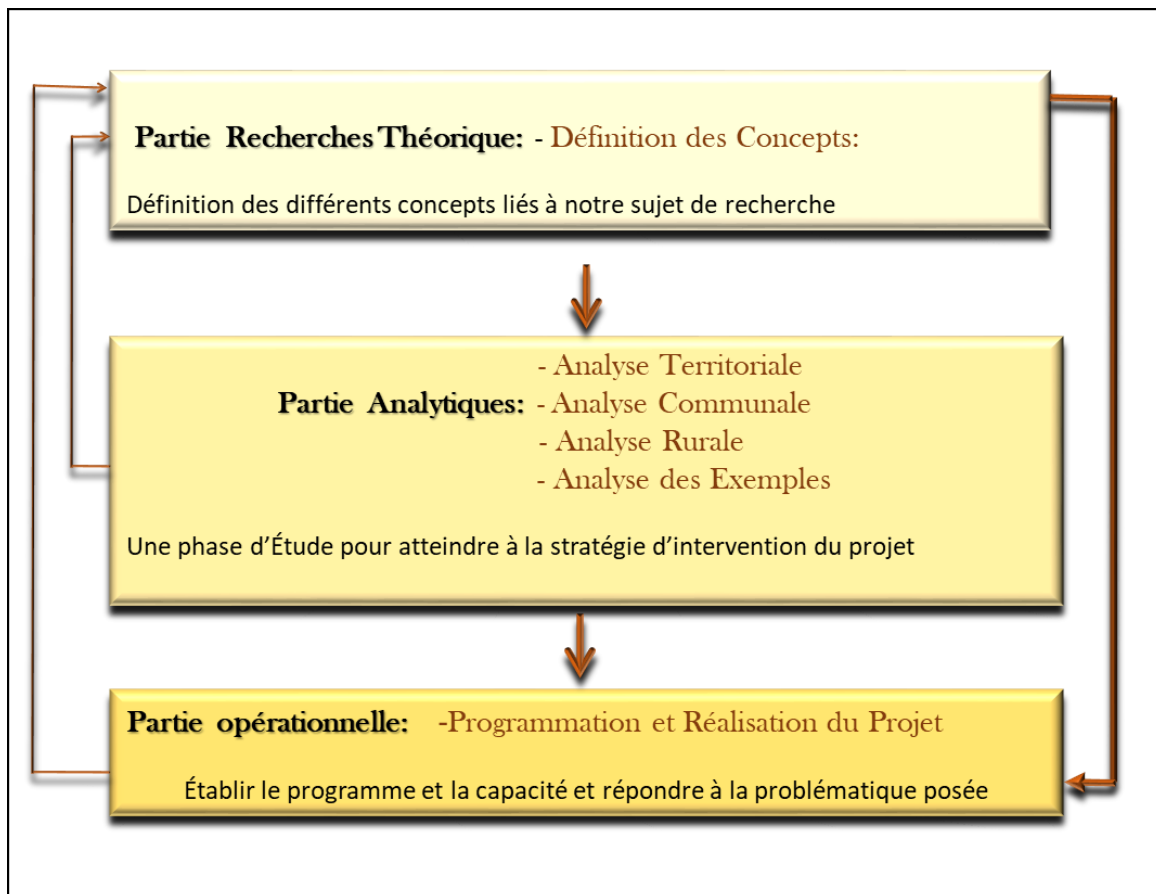 Partie Recherches Théorique: - Définition des Concepts:
Définition des différents concepts liés à notre sujet de recherche
- Analyse Territoriale
Partie Analytiques: - Analyse Communale
- Analyse Rurale
- Analyse des Exemples
Une phase d’Étude pour atteindre à la stratégie d’intervention du projet
Partie opérationnelle: -Programmation et Réalisation du Projet
Établir le programme et la capacité et répondre à la problématique posée